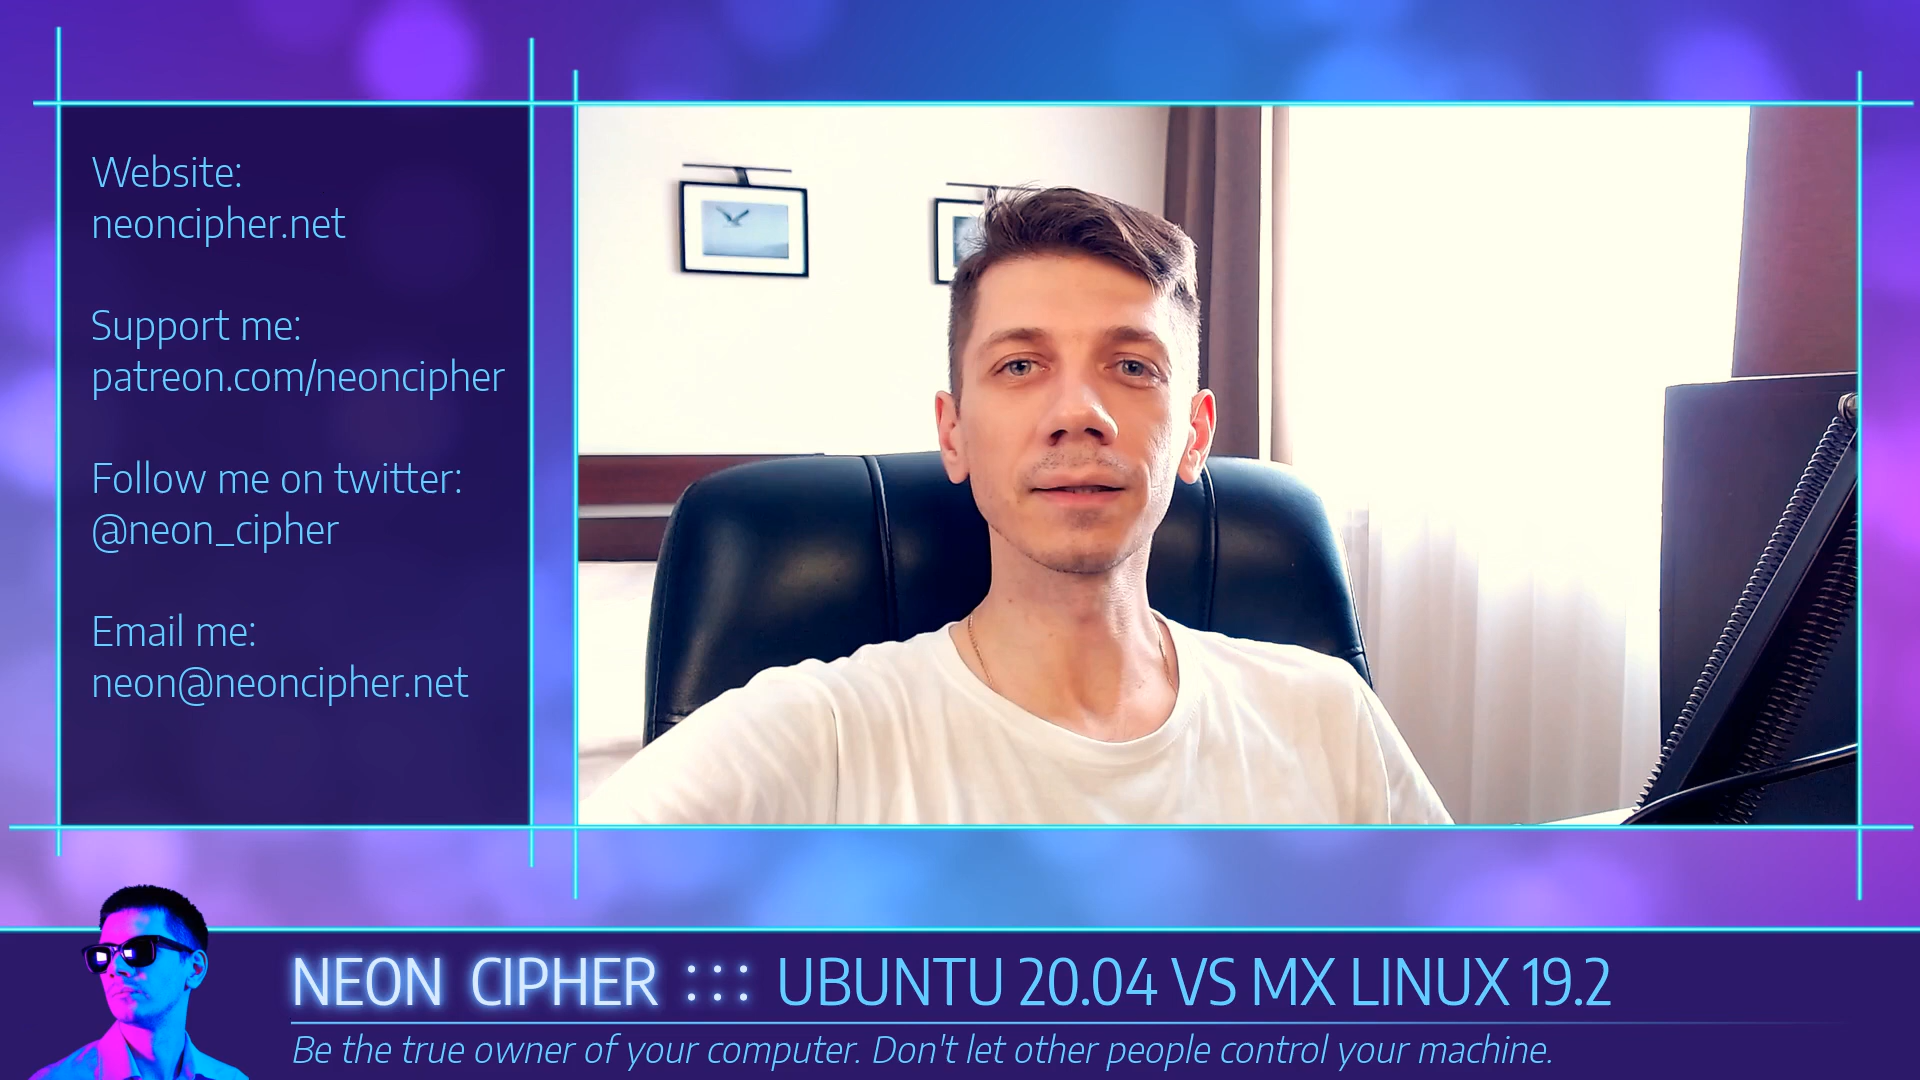 Website:
neoncipher.net
Support me:
patreon.com/neoncipher
Follow me on twitter:
@neon_cipher
Email me:
neon@neoncipher.net
NEON CIPHER ::: UBUNTU 20.04 VS MX LINUX 19.2
Be the true owner of your computer. Don't let other people control your machine.